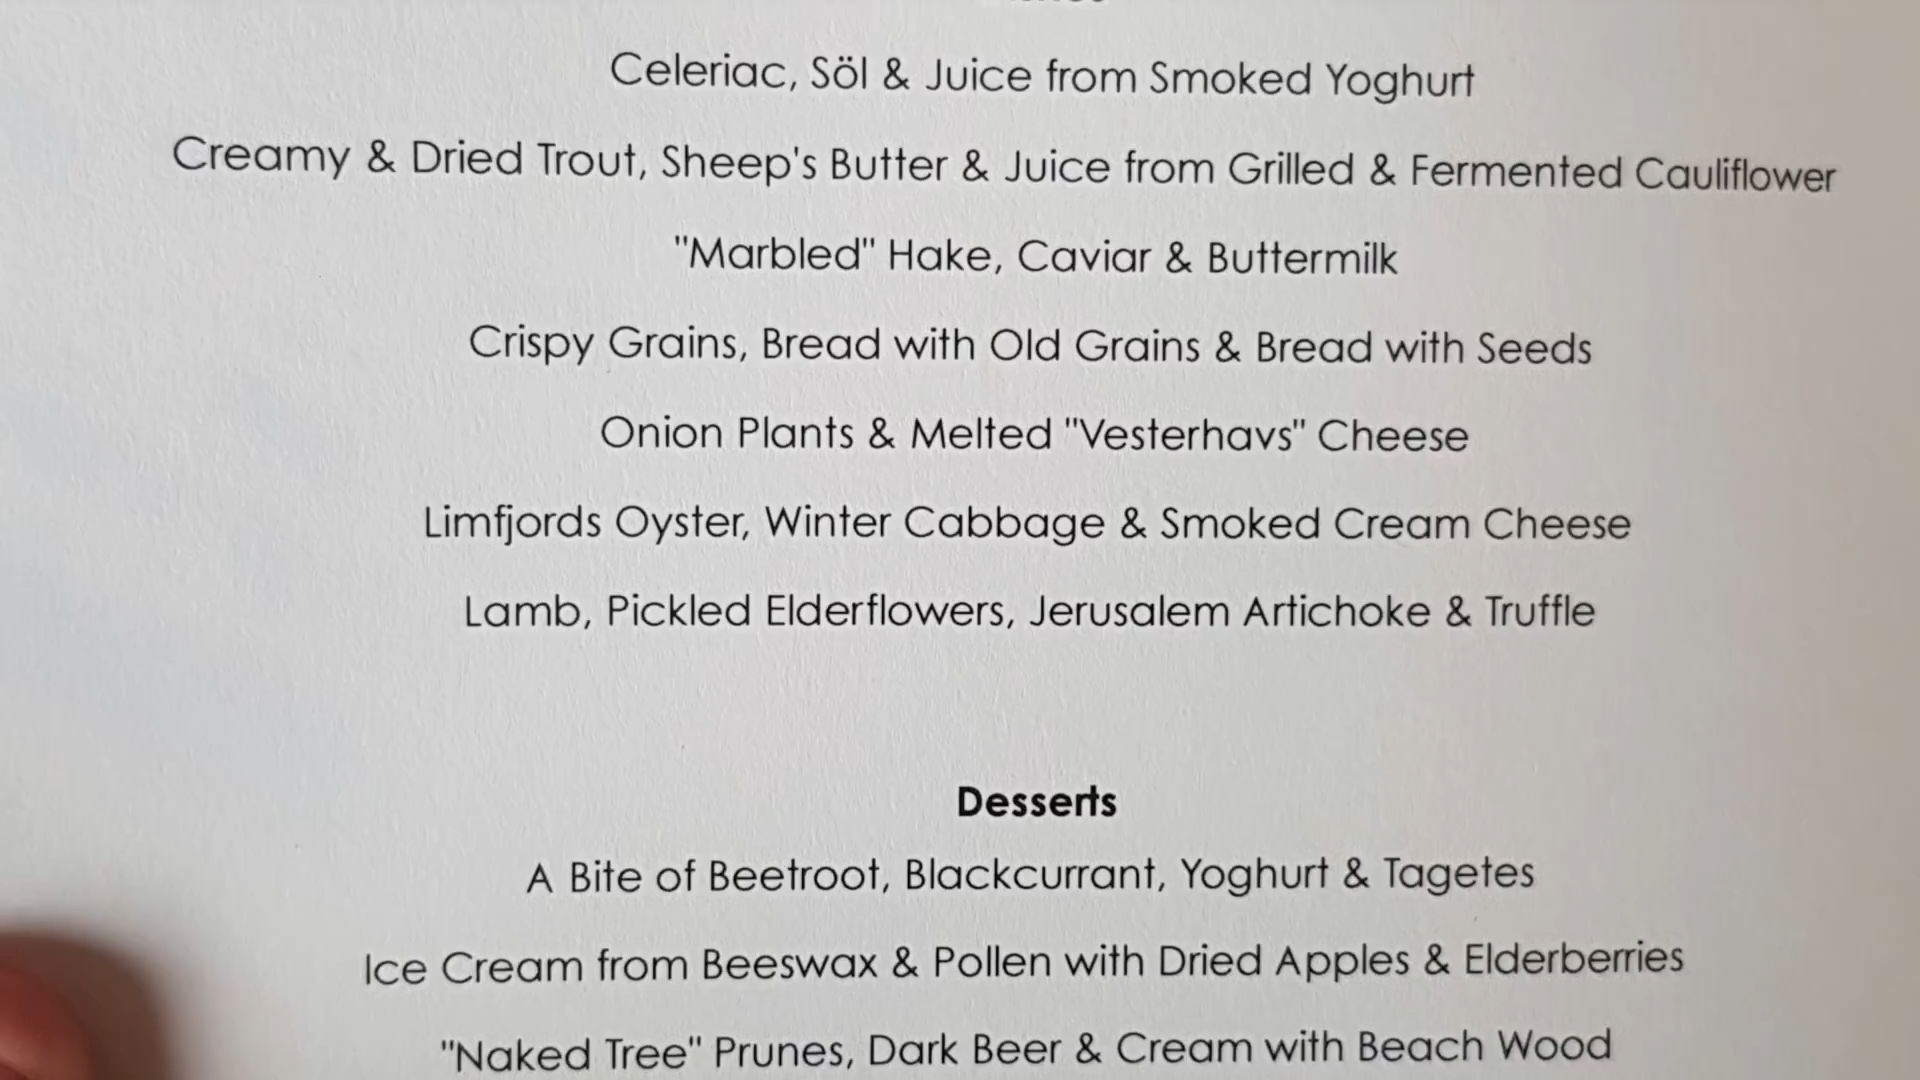 Celeriac, Söl & Juice from Smoked Yoghurt
Creamy & Dried Trout, Sheep's Butter & Juice from Grilled & Fermented Cauliflower
"Marbled" Hake, Caviar & Buttermilk
Crispy Grains, Bread with Old Grains & Bread with Seeds
Onion Plants & Melted "Vesterhavs" Cheese
Limfjords Oyster, Winter Cabbage & Smoked Cream Cheese
Lamb, Pickled Elderflowers, Jerusalem Artichoke & Truffle
Desserts
A Bite of Beetroot, Blackcurrant, Yoghurt & Tagetes
Ice Cream from Beeswax & Pollen with Dried Apples & Elderberries
"Naked Tree" Prunes, Dark Beer & Cream with Beach Wood